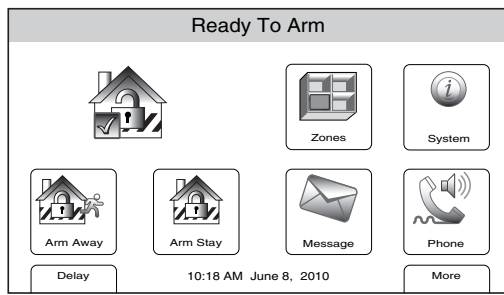 Ready To Arm
Zones
System
Arm Away
Arm Stay
Message
Phone
Delay
10:18 AM June 8, 2010
More